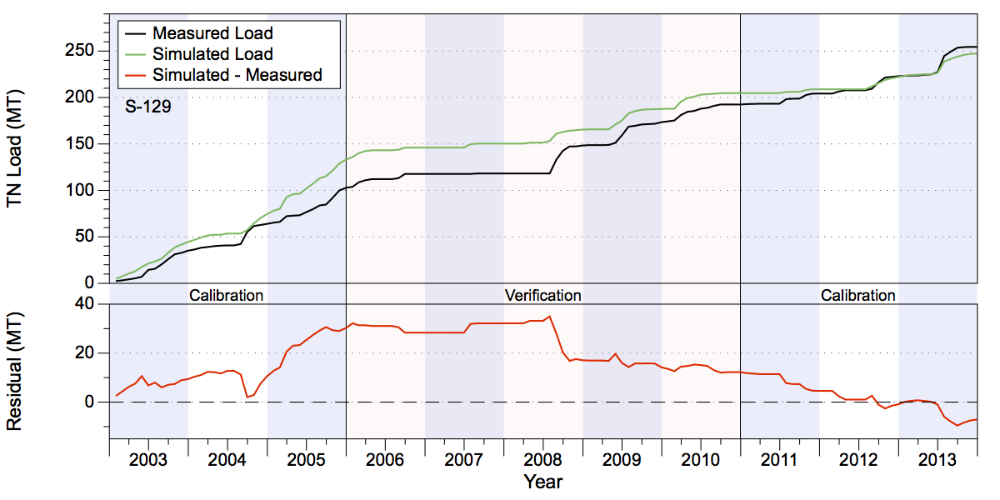 Measured Load
Simulated Load
Simulated - Measured
S-129
TN Load (MT)
250
200
150
100
50
0
Calibration
Verification
Calibration
Residual (MT)
40
20
0
2003
2004
2005
2006
2007
2008
2009
2010
2011
2012
2013
Year